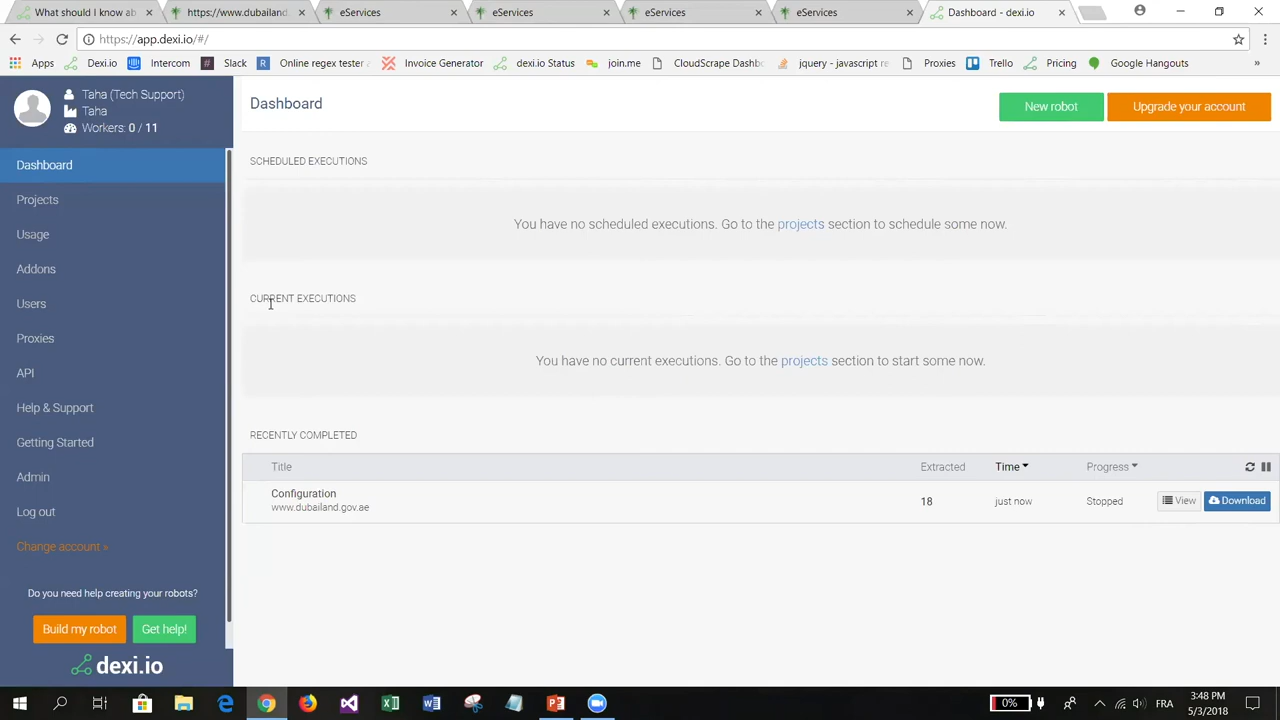 What should I know ab
https://www.dubailand.
eServices
eServices
eServices
eServices
Dashboard - dexi.io
https://app.dexi.io/#/
Apps
Dexi.io
Intercom
Slack
Online regex tester
Invoice Generator
dexi.io Status
join.me
CloudScrape Dashb
jquery - javascript re
Proxies
Trello
Pricing
Google Hangouts
»
Taha (Tech Support)
Taha
Workers: 0 / 11
Dashboard
Projects
Usage
Addons
Users
Proxies
API
Help & Support
Getting Started
Admin
Log out
Change account »
Do you need help creating your robots?
Build my robot
Get help!
dexi.io
Dashboard
New robot
Upgrade your account
SCHEDULED EXECUTIONS
You have no scheduled executions. Go to the projects section to schedule some now.
CURRENT EXECUTIONS
You have no current executions. Go to the projects section to start some now.
RECENTLY COMPLETED
Title
Extracted
Time
Progress
Configuration
www.dubailand.gov.ae
18
just now
Stopped
View
Download
0%
FRA
3:48 PM
5/3/2018